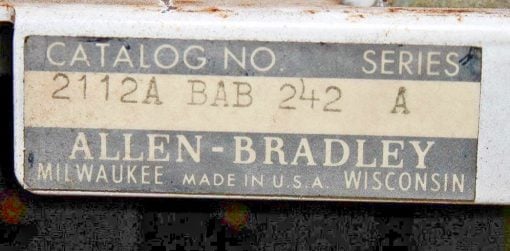 CATALOG NO. SERIES
2112A BAB 242 A
ALLEN-BRADLEY
MILWAUKEE MADE IN U.S.A. WISCONSIN